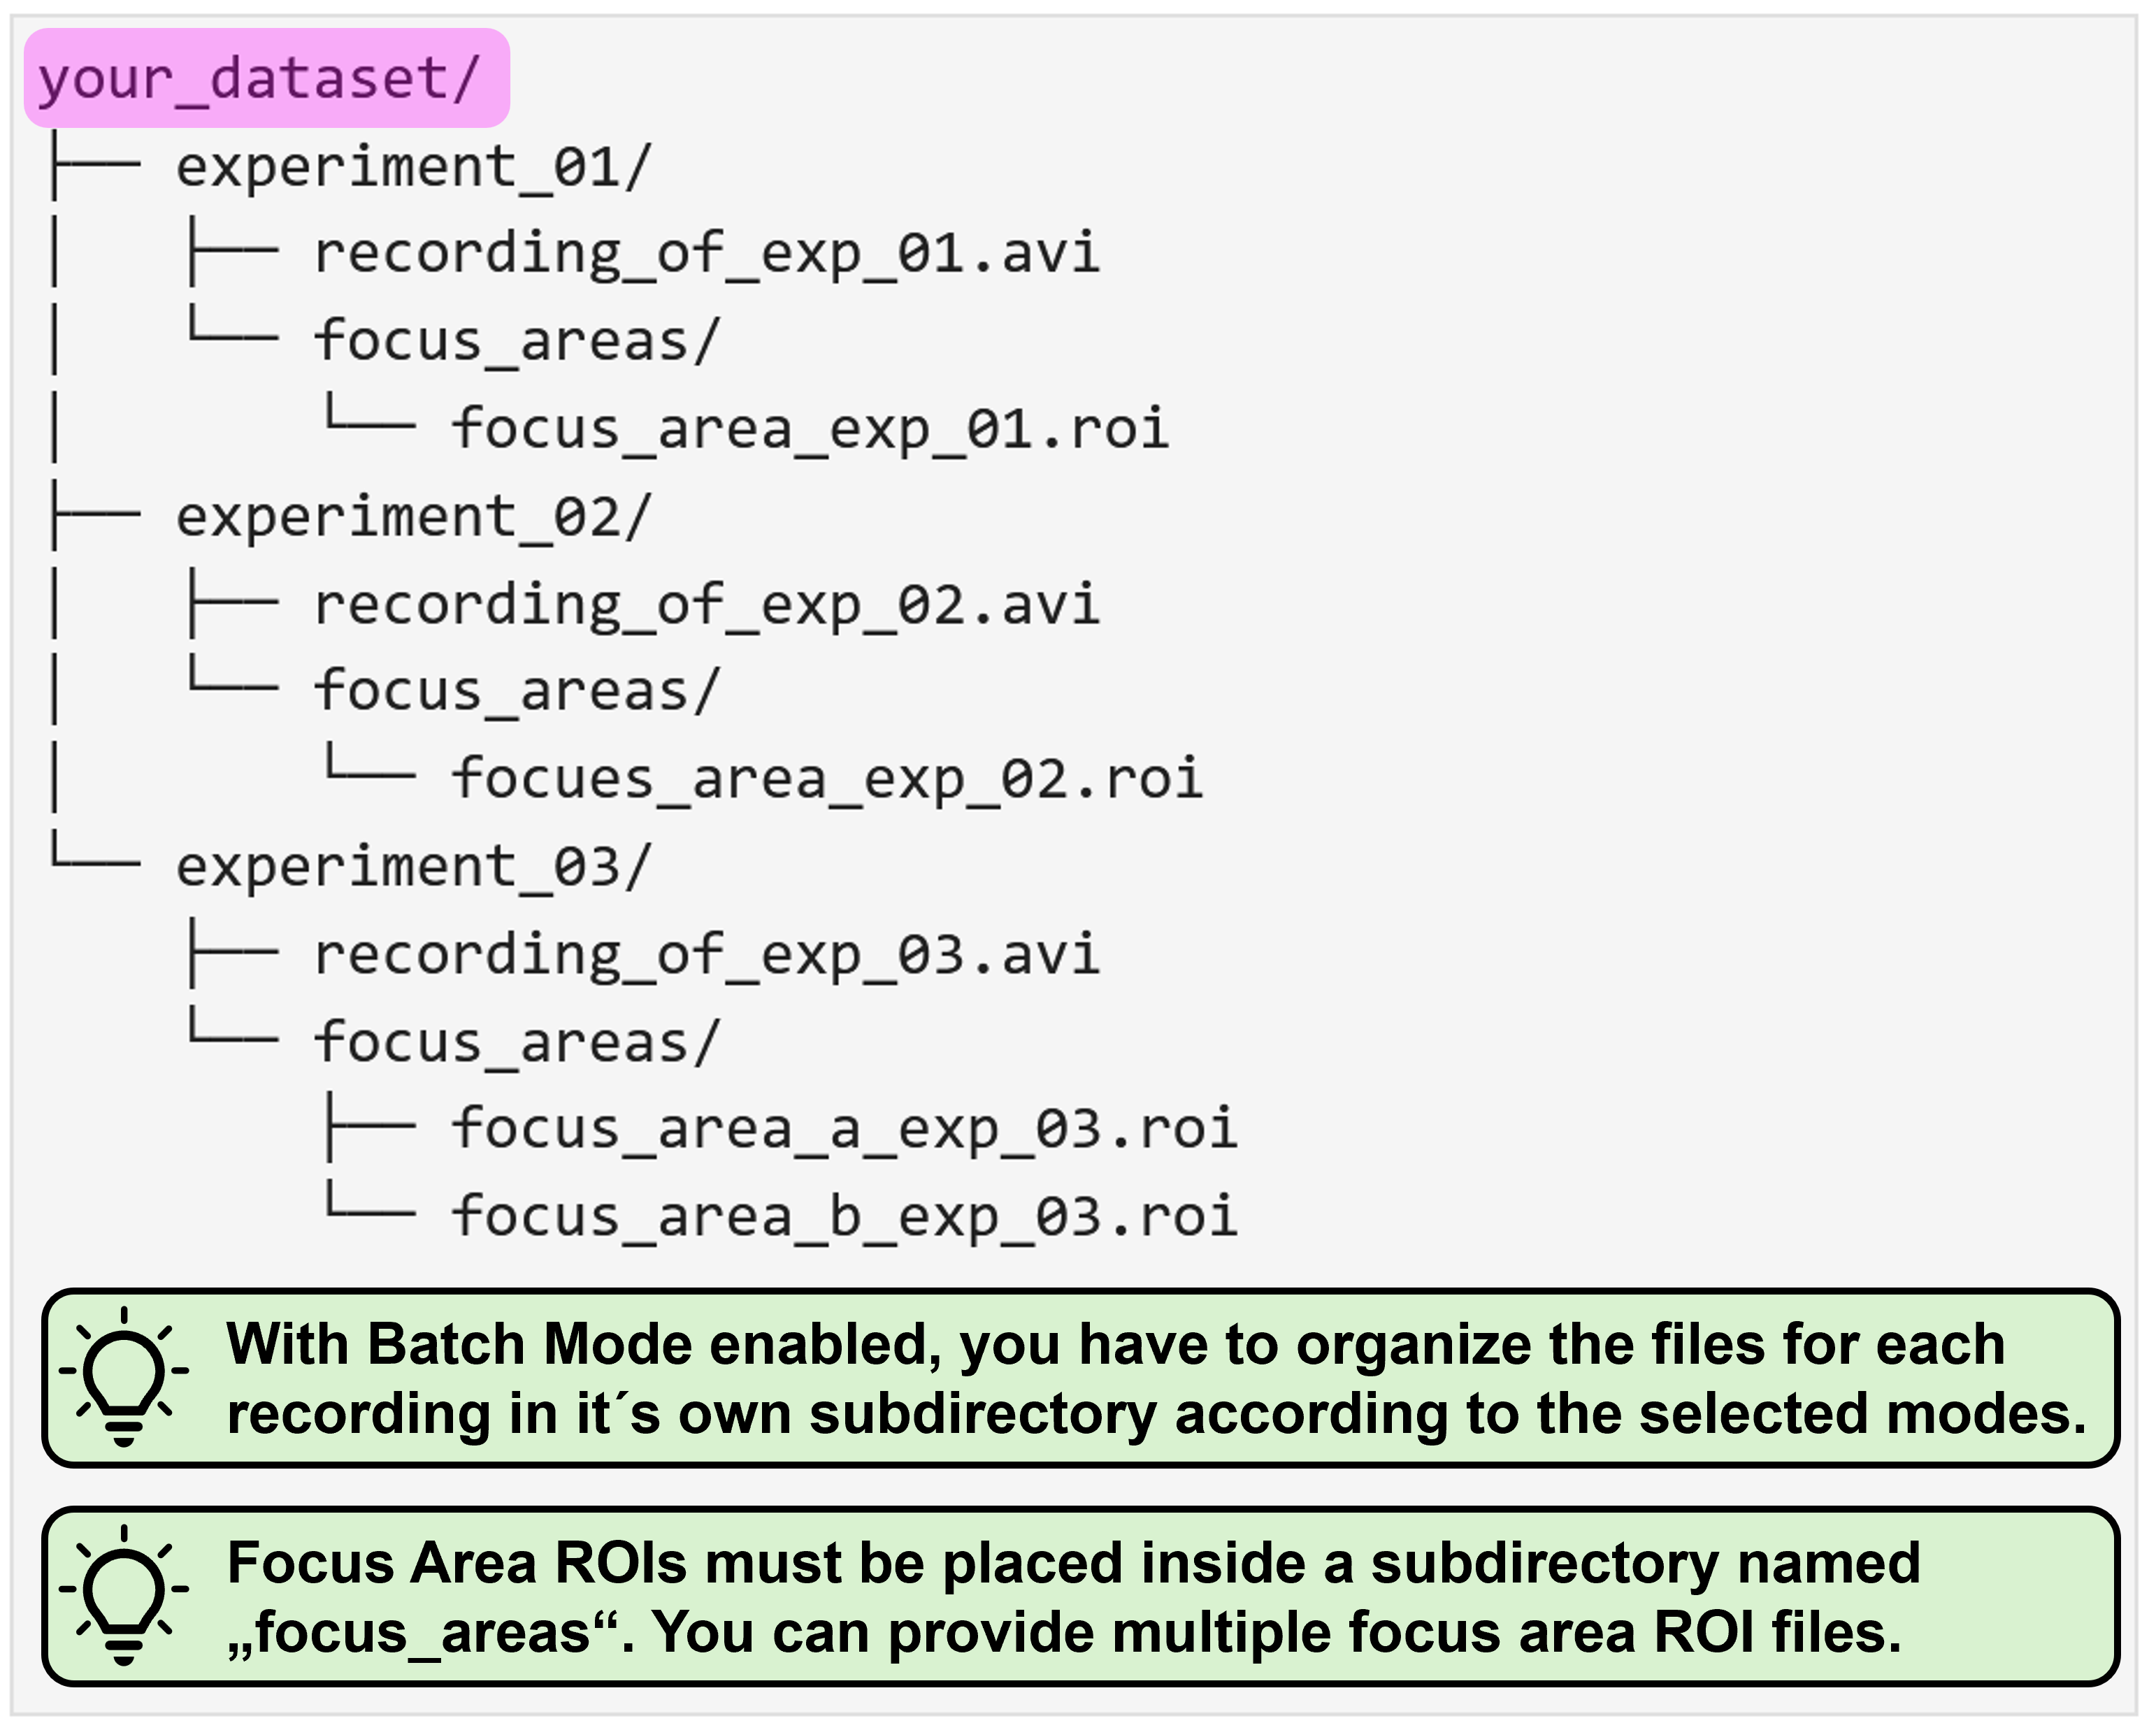 your_dataset/
├── experiment_01/
│   ├── recording_of_exp_01.avi
│   └── focus_areas/
│       └── focus_area_exp_01.roi
├── experiment_02/
│   ├── recording_of_exp_02.avi
│   └── focus_areas/
│       └── focues_area_exp_02.roi
└── experiment_03/
    ├── recording_of_exp_03.avi
    └── focus_areas/
        ├── focus_area_a_exp_03.roi
        └── focus_area_b_exp_03.roi
With Batch Mode enabled, you have to organize the files for each
recording in it´s own subdirectory according to the selected modes.
Focus Area ROIs must be placed inside a subdirectory named
„focus_areas“. You can provide multiple focus area ROI files.